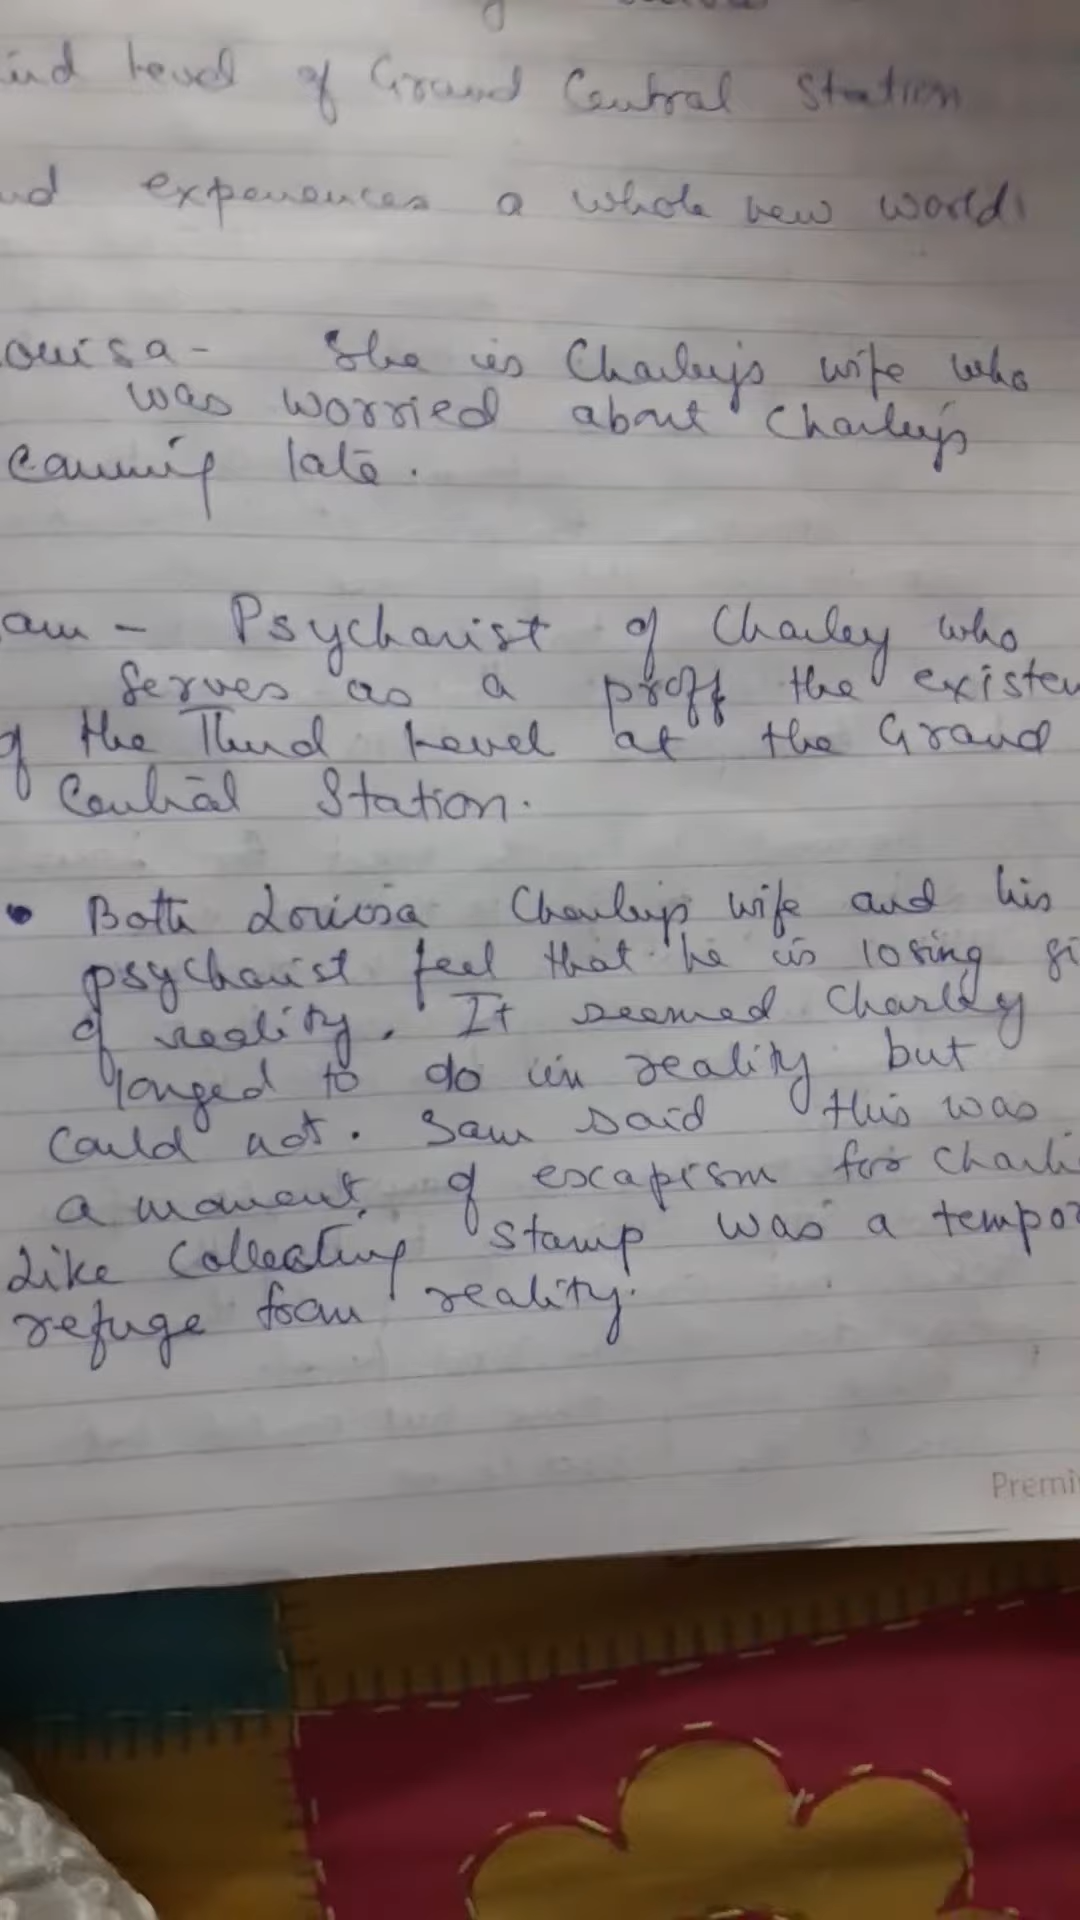 level of Grand Central Station
experiences a whole new world.
ouisa - She is Charley's wife who
was worried about Charley's
coming late.
am - Psycharist of Charley who
serves as a proff the existen
of the Third Level at the Grand
Central Station.
• Both Louisa Charley's wife and his
psycharist feel that he is losing
of reality. It seemed Charley
longed to do in reality but
could not. Sam said this was
a moment of escapism for Charl
Like Collecting stamp was a tempo
refuge from reality.
Premi